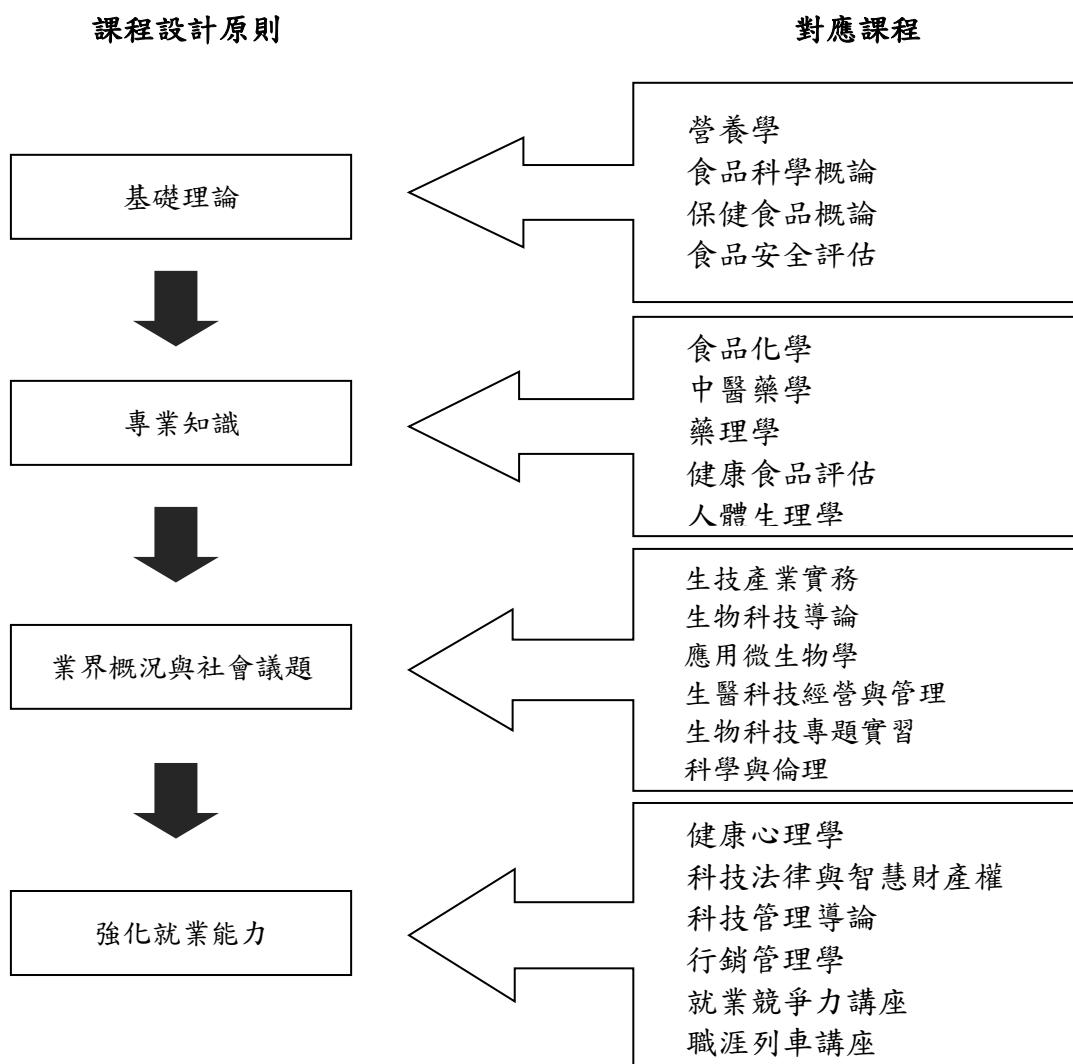 課程設計原則
對應課程
基礎理論
營養學
食品科學概論
保健食品概論
食品安全評估
專業知識
食品化學
中醫藥學
藥理學
健康食品評估
人體生理學
業界概況與社會議題
生技產業實務
生物科技導論
應用微生物學
生醫科技經營與管理
生物科技專題實習
科學與倫理
強化就業能力
健康心理學
科技法律與智慧財產權
科技管理導論
行銷管理學
就業競爭力講座
職涯列車講座